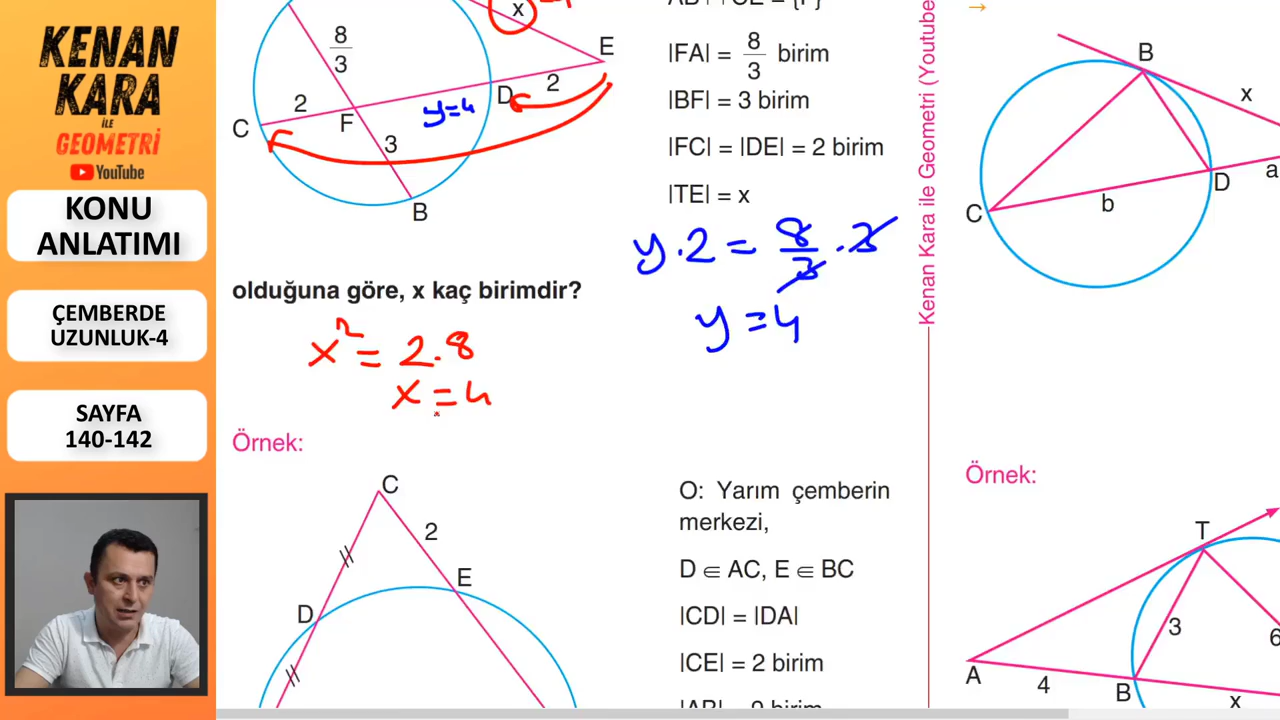 KENAN
KARA
İLE
GEOMETRİ
YouTube
KONU
ANLATIMI
ÇEMBERDE
UZUNLUK-4
SAYFA
140-142
8
3
2
C
F
3
B
y=4
D
2
E
x
|FA| = 8/3 birim
|BF| = 3 birim
|FC| = |DE| = 2 birim
|TE| = x
y.2 = 8/3 . 3
y = 4
olduğuna göre, x kaç birimdir?
x² = 2.8
x = 4
Örnek:
C
2
E
D
O: Yarım çemberin
merkezi,
D ∈ AC, E ∈ BC
|CD| = |DA|
|CE| = 2 birim
Kenan Kara ile Geometri (Youtube
→
B
x
D
a
C
b
Örnek:
T
3
6
A
4
B
x